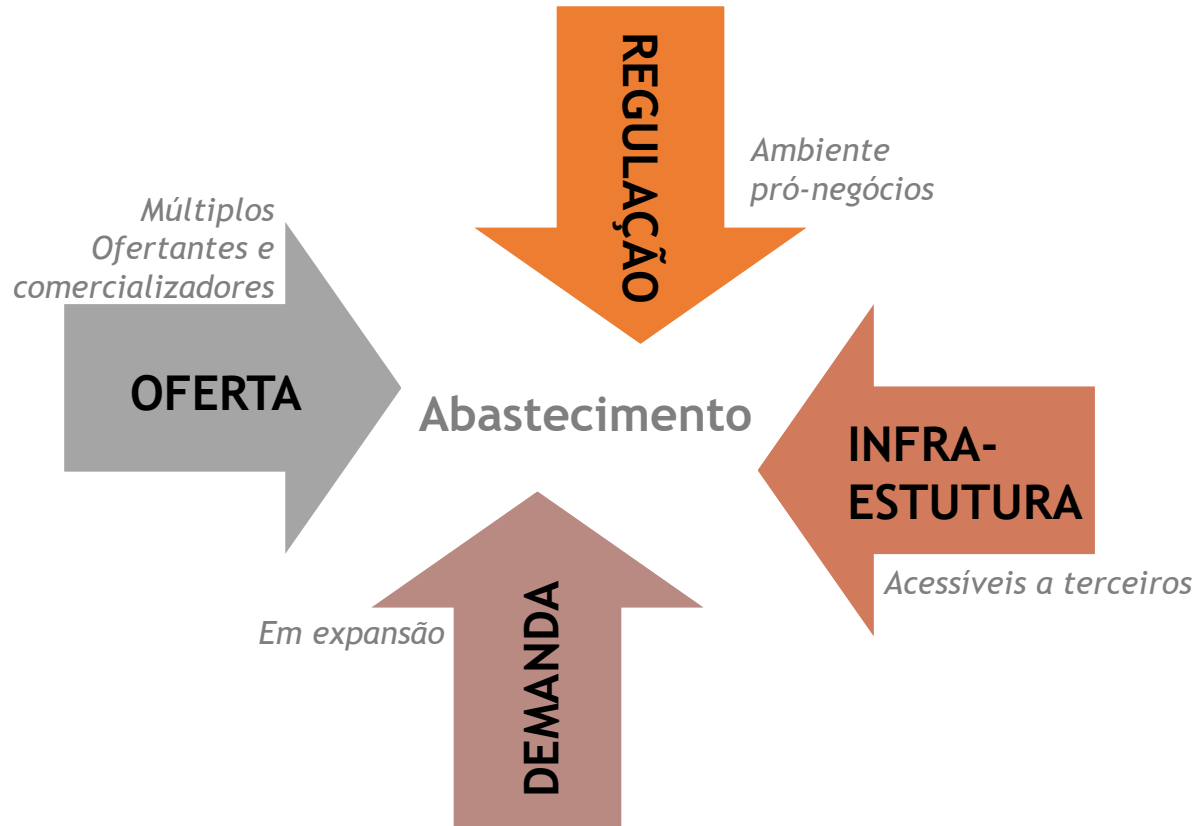 REGULAÇÃO
Ambiente
pró-negócios
Múltiplos
Ofertantes e
comercializadores
OFERTA
Abastecimento
INFRA-
ESTUTURA
Acessíveis a terceiros
Em expansão
DEMANDA